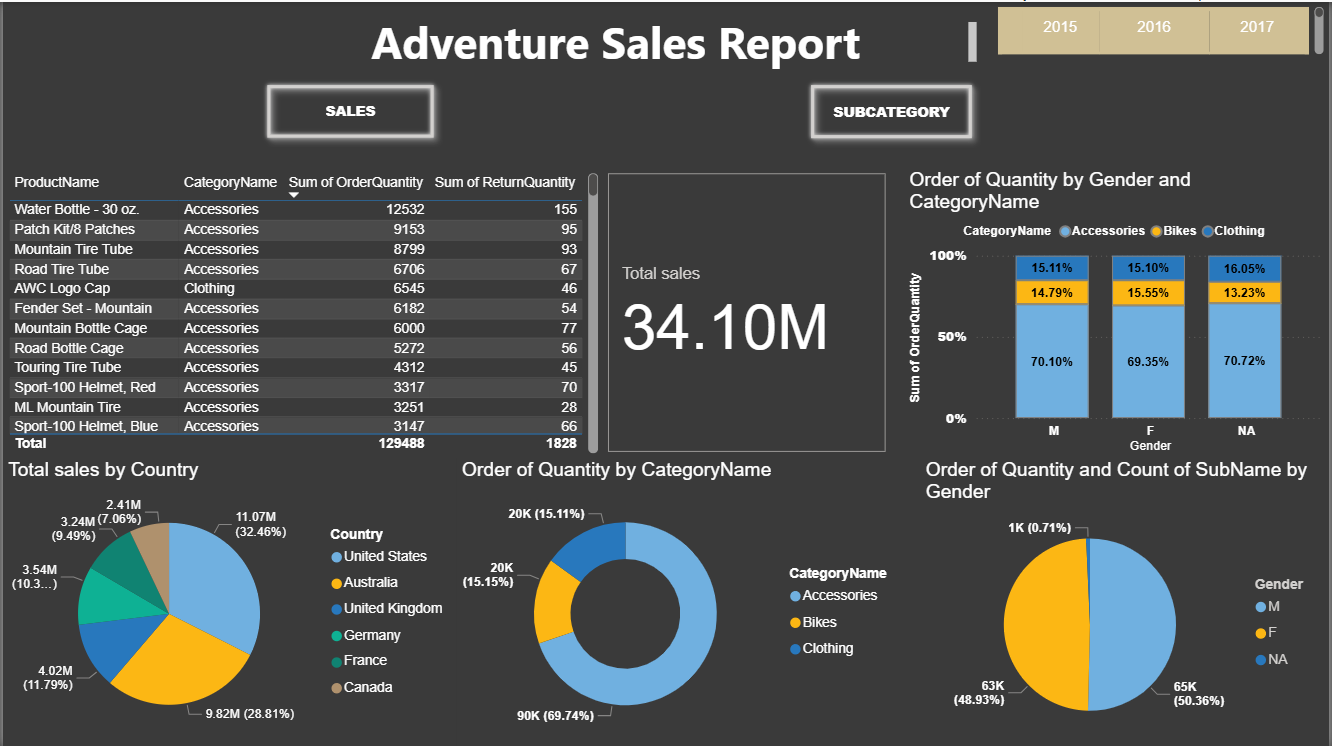 Adventure Sales Report
2015 2016 2017
SALES
SUBCATEGORY
ProductName CategoryName Sum of OrderQuantity Sum of ReturnQuantity
Water Bottle - 30 oz. Accessories 12532 155
Patch Kit/8 Patches Accessories 9153 95
Mountain Tire Tube Accessories 8799 93
Road Tire Tube Accessories 6706 67
AWC Logo Cap Clothing 6545 46
Fender Set - Mountain Accessories 6182 54
Mountain Bottle Cage Accessories 6000 77
Road Bottle Cage Accessories 5272 56
Touring Tire Tube Accessories 4312 45
Sport-100 Helmet, Red Accessories 3317 70
ML Mountain Tire Accessories 3251 28
Sport-100 Helmet, Blue Accessories 3147 66
Total 129488 1828
Total sales
34.10M
Order of Quantity by Gender and
CategoryName
CategoryName Accessories Bikes Clothing
Sum of OrderQuantity
100%
50%
0%
15.11% 15.10% 16.05%
14.79% 15.55% 13.23%
70.10% 69.35% 70.72%
M F NA
Gender
Total sales by Country
2.41M
(7.06%)
3.24M
(9.49%)
3.54M
(10.3...)
4.02M
(11.79%)
9.82M (28.81%)
11.07M
(32.46%)
Country
United States
Australia
United Kingdom
Germany
France
Canada
Order of Quantity by CategoryName
20K (15.11%)
20K
(15.15%)
90K (69.74%)
CategoryName
Accessories
Bikes
Clothing
Order of Quantity and Count of SubName by
Gender
1K (0.71%)
63K
(48.93%)
65K
(50.36%)
Gender
M
F
NA